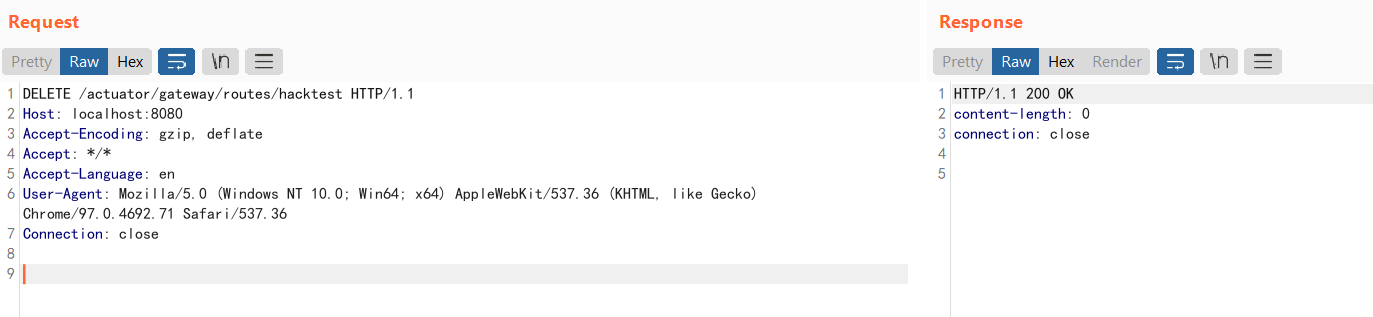 Request
Pretty Raw Hex \n
1 DELETE /actuator/gateway/routes/hacktest HTTP/1.1
2 Host: localhost:8080
3 Accept-Encoding: gzip, deflate
4 Accept: */*
5 Accept-Language: en
6 User-Agent: Mozilla/5.0 (Windows NT 10.0; Win64; x64) AppleWebKit/537.36 (KHTML, like Gecko)
Chrome/97.0.4692.71 Safari/537.36
7 Connection: close
8
9
Response
Pretty Raw Hex Render \n
1 HTTP/1.1 200 OK
2 content-length: 0
3 connection: close
4
5